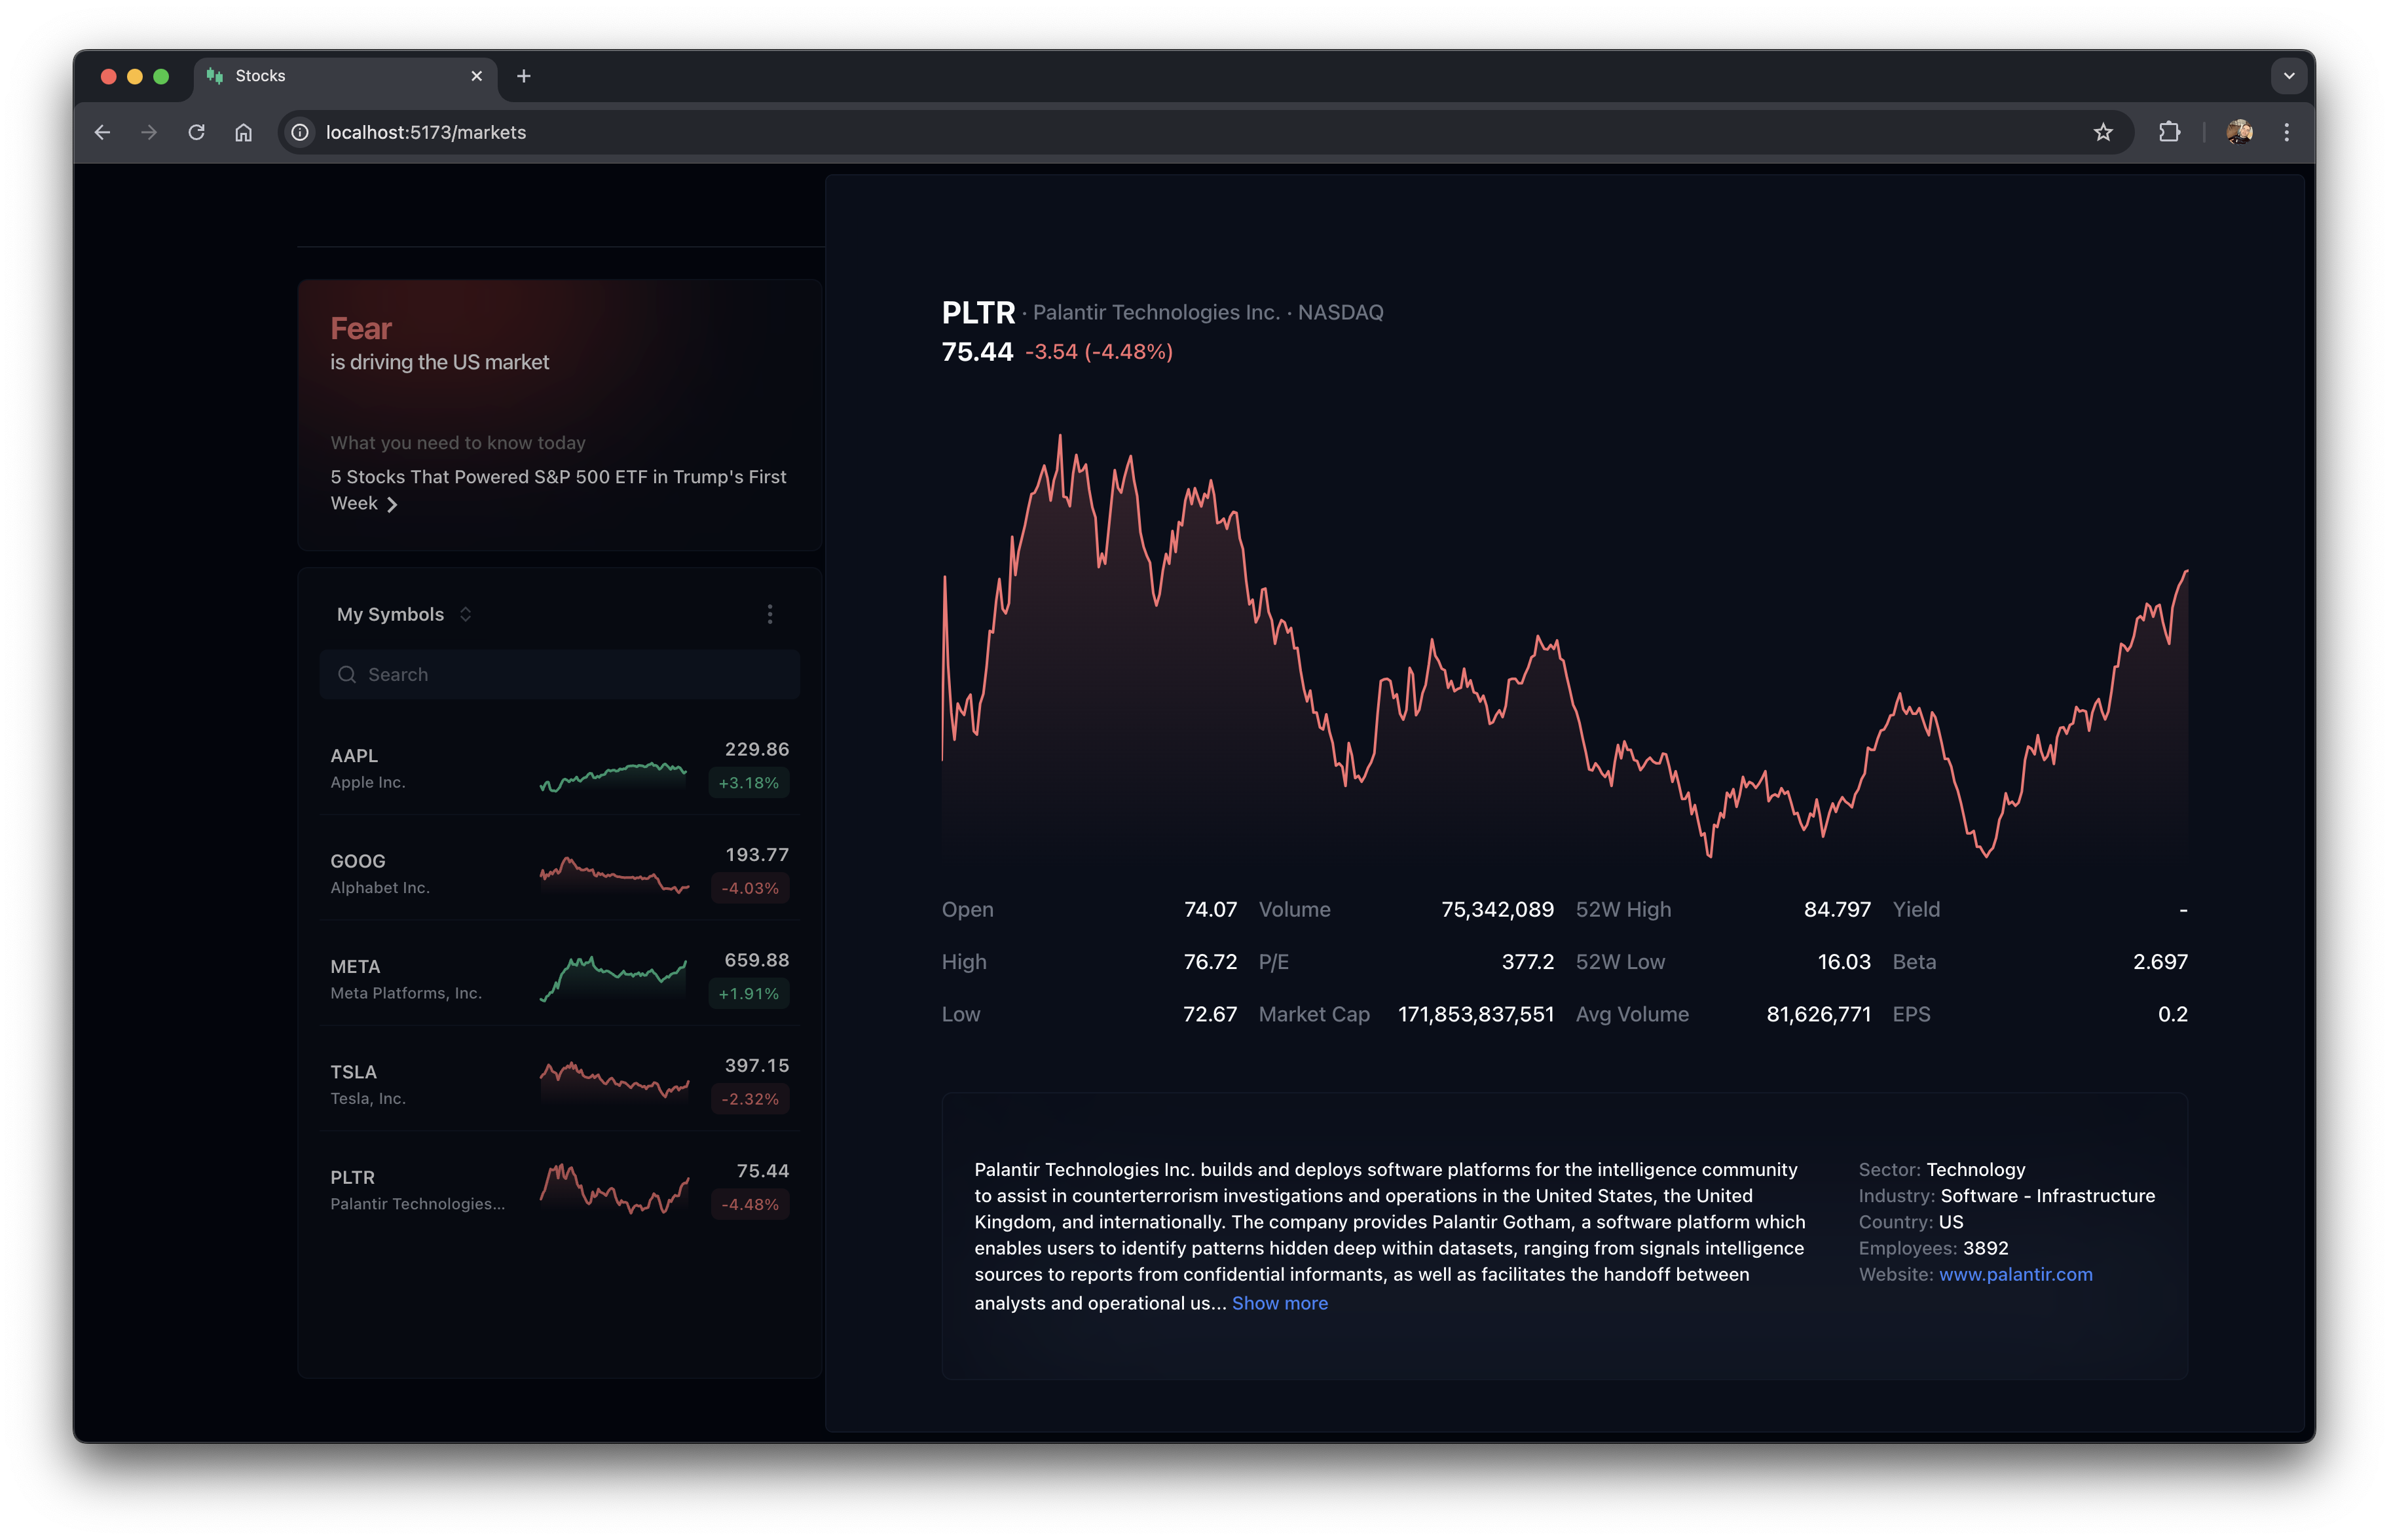 Stocks
localhost:5173/markets
Fear
is driving the US market
What you need to know today
5 Stocks That Powered S&P 500 ETF in Trump's First
Week
My Symbols
Search
AAPL
Apple Inc.
229.86
+3.18%
GOOG
Alphabet Inc.
193.77
-4.03%
META
Meta Platforms, Inc.
659.88
+1.91%
TSLA
Tesla, Inc.
397.15
-2.32%
PLTR
Palantir Technologies...
75.44
-4.48%
PLTR · Palantir Technologies Inc. · NASDAQ
75.44 -3.54 (-4.48%)
Open 74.07 Volume 75,342,089 52W High 84.797 Yield -
High 76.72 P/E 377.2 52W Low 16.03 Beta 2.697
Low 72.67 Market Cap 171,853,837,551 Avg Volume 81,626,771 EPS 0.2
Palantir Technologies Inc. builds and deploys software platforms for the intelligence community
to assist in counterterrorism investigations and operations in the United States, the United
Kingdom, and internationally. The company provides Palantir Gotham, a software platform which
enables users to identify patterns hidden deep within datasets, ranging from signals intelligence
sources to reports from confidential informants, as well as facilitates the handoff between
analysts and operational us... Show more
Sector: Technology
Industry: Software - Infrastructure
Country: US
Employees: 3892
Website: www.palantir.com